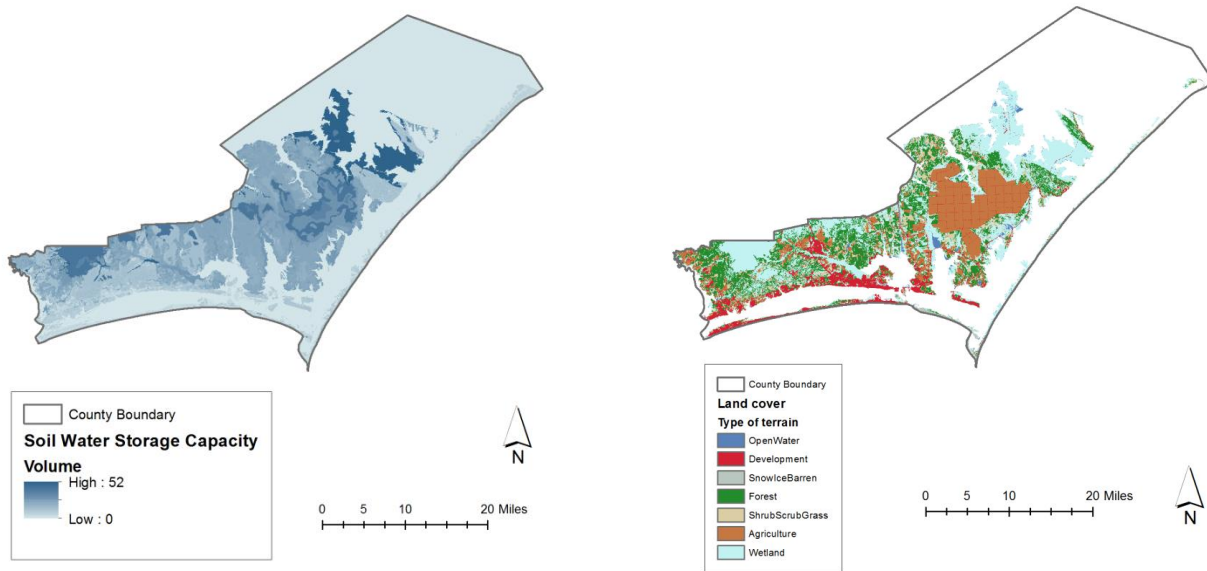 County Boundary
Soil Water Storage Capacity
Volume
High : 52
Low : 0
N
0 5 10 20 Miles
County Boundary
Land cover
Type of terrain
OpenWater
Development
SnowIceBarren
Forest
ShrubScrubGrass
Agriculture
Wetland
0 5 10 20 Miles
N